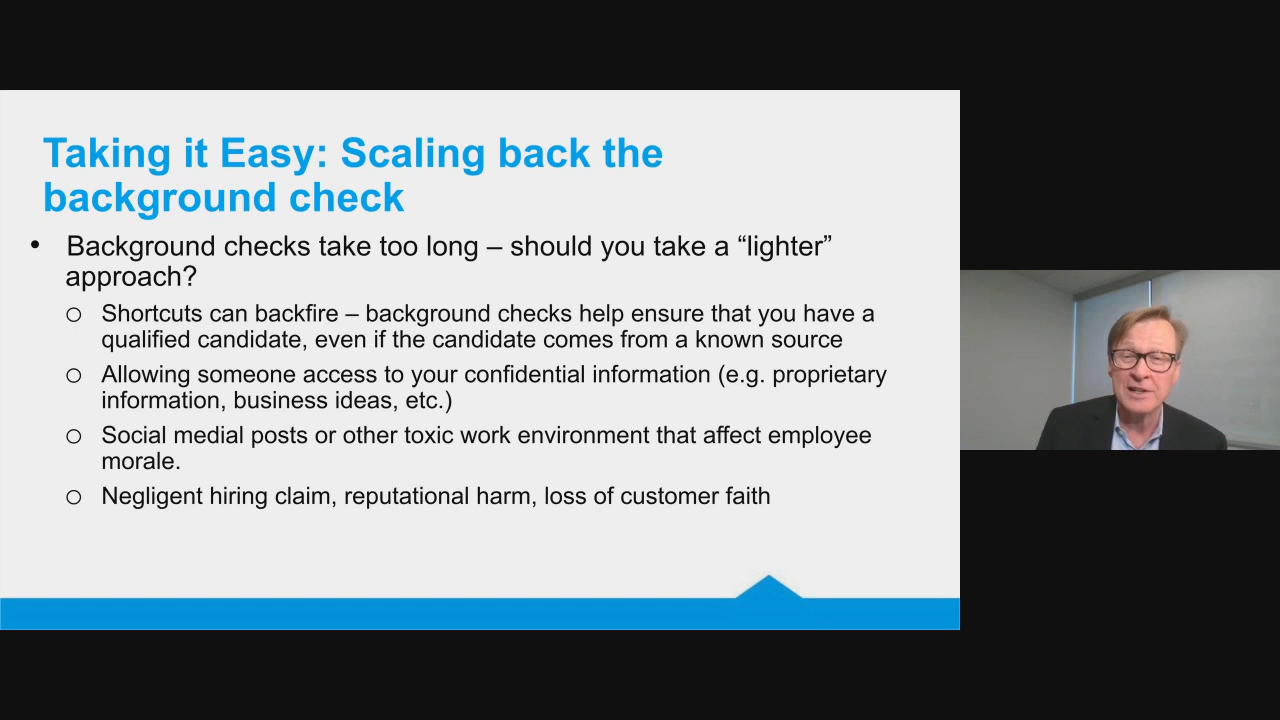 Taking it Easy: Scaling back the
background check
• Background checks take too long – should you take a “lighter”
approach?
○ Shortcuts can backfire – background checks help ensure that you have a
qualified candidate, even if the candidate comes from a known source
○ Allowing someone access to your confidential information (e.g. proprietary
information, business ideas, etc.)
○ Social medial posts or other toxic work environment that affect employee
morale.
○ Negligent hiring claim, reputational harm, loss of customer faith